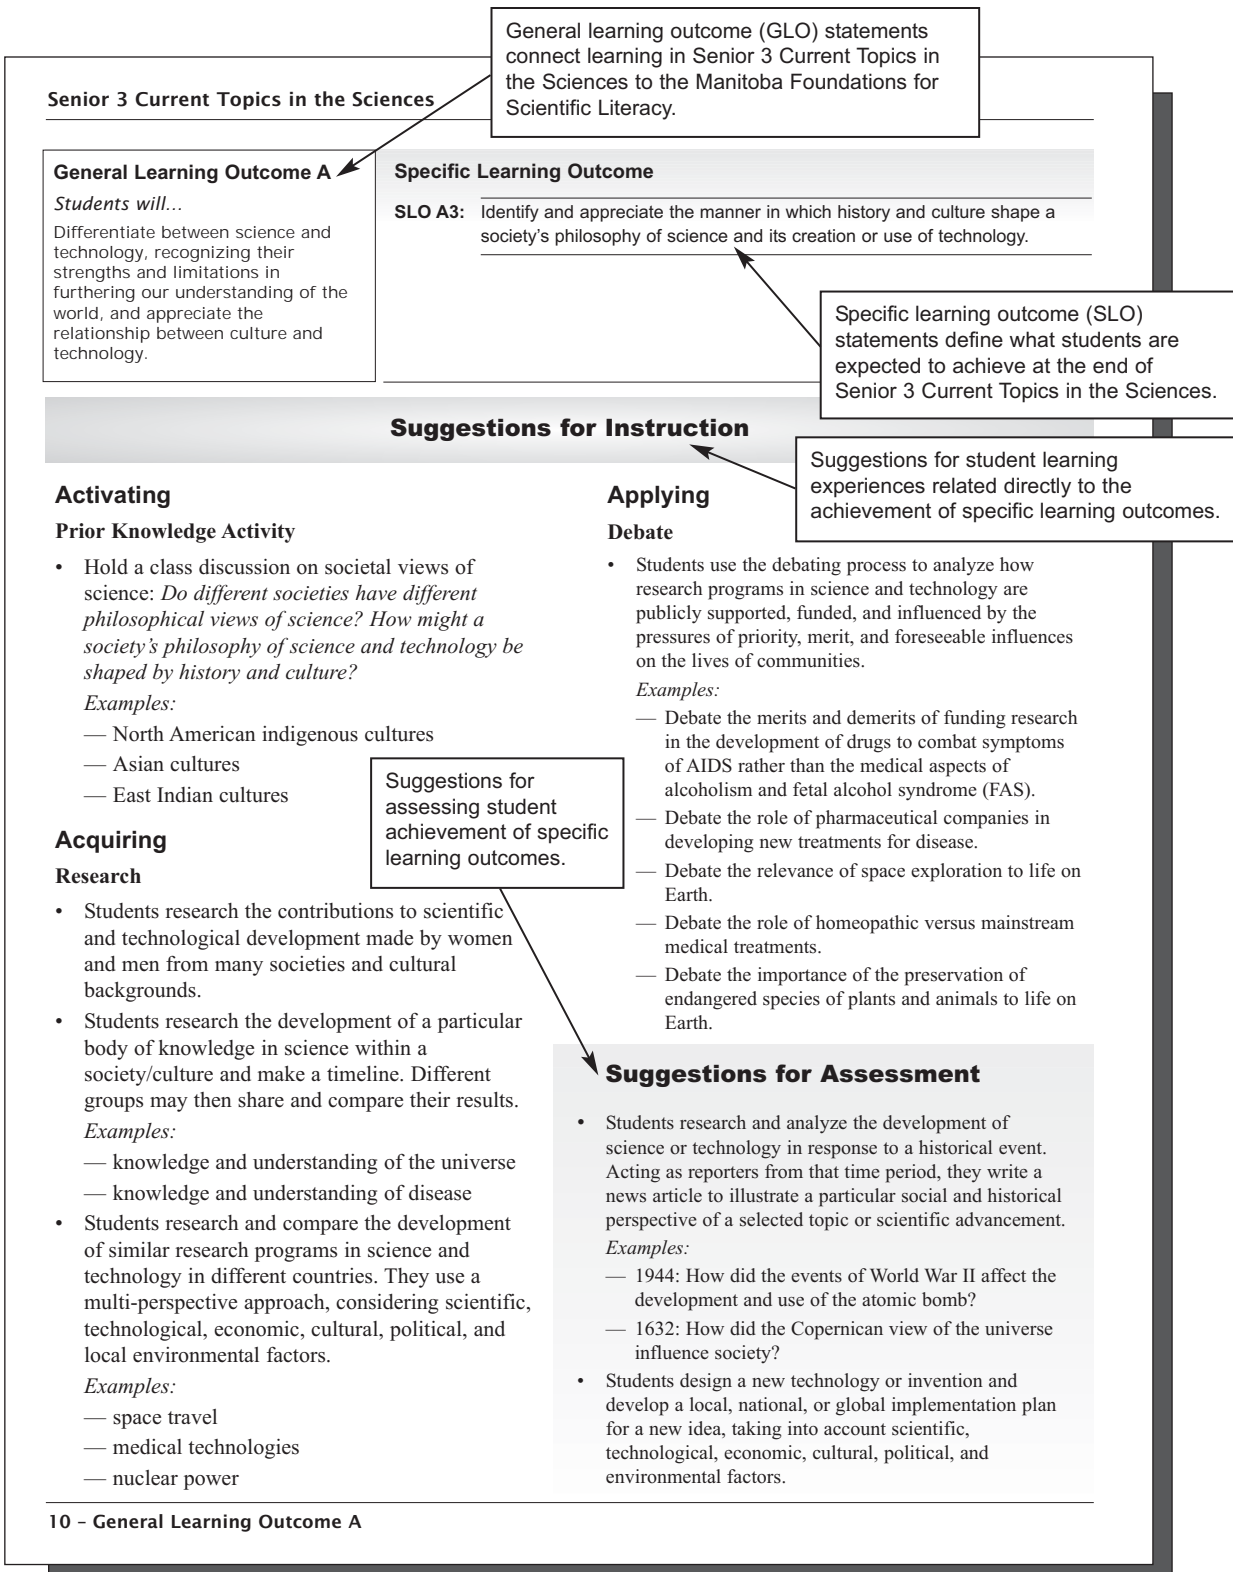 General learning outcome (GLO) statements
connect learning in Senior 3 Current Topics in
the Sciences to the Manitoba Foundations for
Scientific Literacy.
Senior 3 Current Topics in the Sciences
General Learning Outcome A
Students will...
Differentiate between science and
technology, recognizing their
strengths and limitations in
furthering our understanding of the
world, and appreciate the
relationship between culture and
technology.
Specific Learning Outcome
SLO A3: Identify and appreciate the manner in which history and culture shape a
society's philosophy of science and its creation or use of technology.
Specific learning outcome (SLO)
statements define what students are
expected to achieve at the end of
Senior 3 Current Topics in the Sciences.
Suggestions for Instruction
Suggestions for student learning
experiences related directly to the
achievement of specific learning outcomes.
Activating
Prior Knowledge Activity
• Hold a class discussion on societal views of
science: Do different societies have different
philosophical views of science? How might a
society's philosophy of science and technology be
shaped by history and culture?
Examples:
— North American indigenous cultures
— Asian cultures
— East Indian cultures
Suggestions for
assessing student
achievement of specific
learning outcomes.
Acquiring
Research
• Students research the contributions to scientific
and technological development made by women
and men from many societies and cultural
backgrounds.
• Students research the development of a particular
body of knowledge in science within a
society/culture and make a timeline. Different
groups may then share and compare their results.
Examples:
— knowledge and understanding of the universe
— knowledge and understanding of disease
• Students research and compare the development
of similar research programs in science and
technology in different countries. They use a
multi-perspective approach, considering scientific,
technological, economic, cultural, political, and
local environmental factors.
Examples:
— space travel
— medical technologies
— nuclear power
Applying
Debate
• Students use the debating process to analyze how
research programs in science and technology are
publicly supported, funded, and influenced by the
pressures of priority, merit, and foreseeable influences
on the lives of communities.
Examples:
— Debate the merits and demerits of funding research
in the development of drugs to combat symptoms
of AIDS rather than the medical aspects of
alcoholism and fetal alcohol syndrome (FAS).
— Debate the role of pharmaceutical companies in
developing new treatments for disease.
— Debate the relevance of space exploration to life on
Earth.
— Debate the role of homeopathic versus mainstream
medical treatments.
— Debate the importance of the preservation of
endangered species of plants and animals to life on
Earth.
Suggestions for Assessment
• Students research and analyze the development of
science or technology in response to a historical event.
Acting as reporters from that time period, they write a
news article to illustrate a particular social and historical
perspective of a selected topic or scientific advancement.
Examples:
— 1944: How did the events of World War II affect the
development and use of the atomic bomb?
— 1632: How did the Copernican view of the universe
influence society?
• Students design a new technology or invention and
develop a local, national, or global implementation plan
for a new idea, taking into account scientific,
technological, economic, cultural, political, and
environmental factors.
10 – General Learning Outcome A